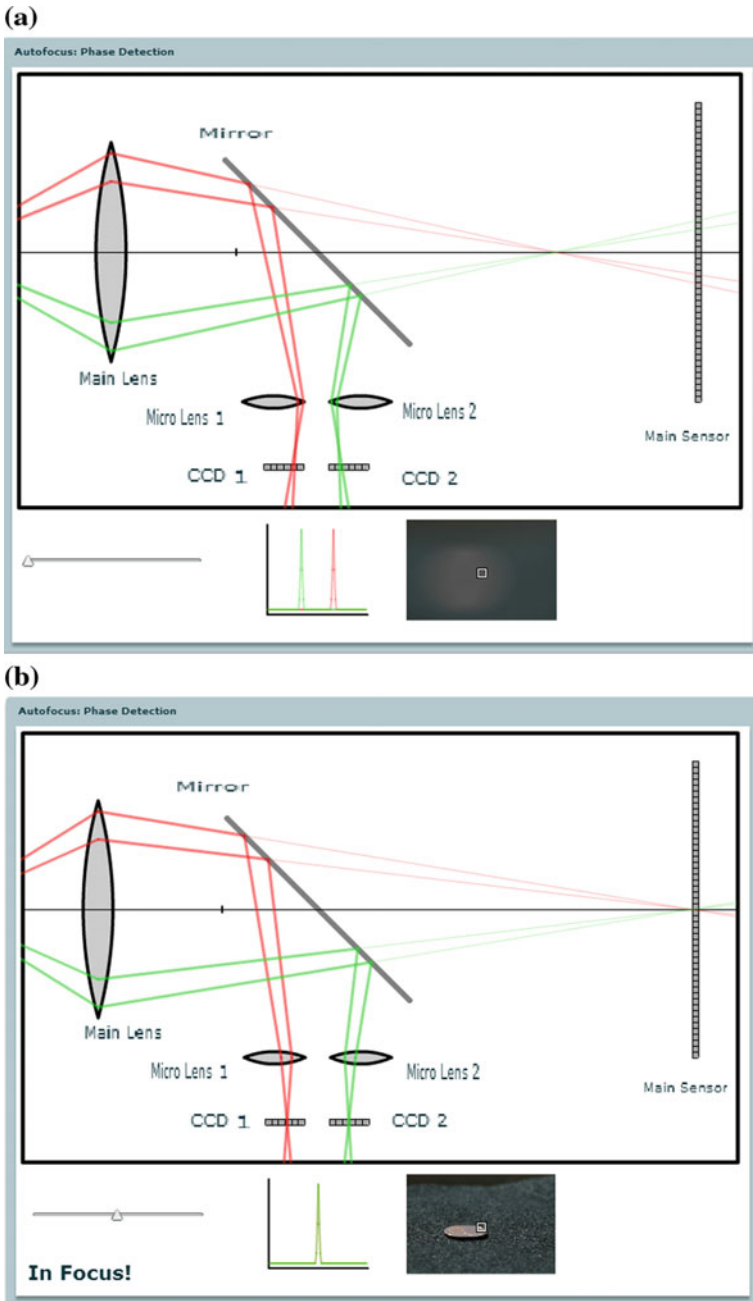 (a)
Autofocus: Phase Detection
Mirror
Main Lens
Micro Lens 1
Micro Lens 2
Main Sensor
CCD 1
CCD 2
(b)
Autofocus: Phase Detection
Mirror
Main Lens
Micro Lens 1
Micro Lens 2
Main Sensor
CCD 1
CCD 2
In Focus!